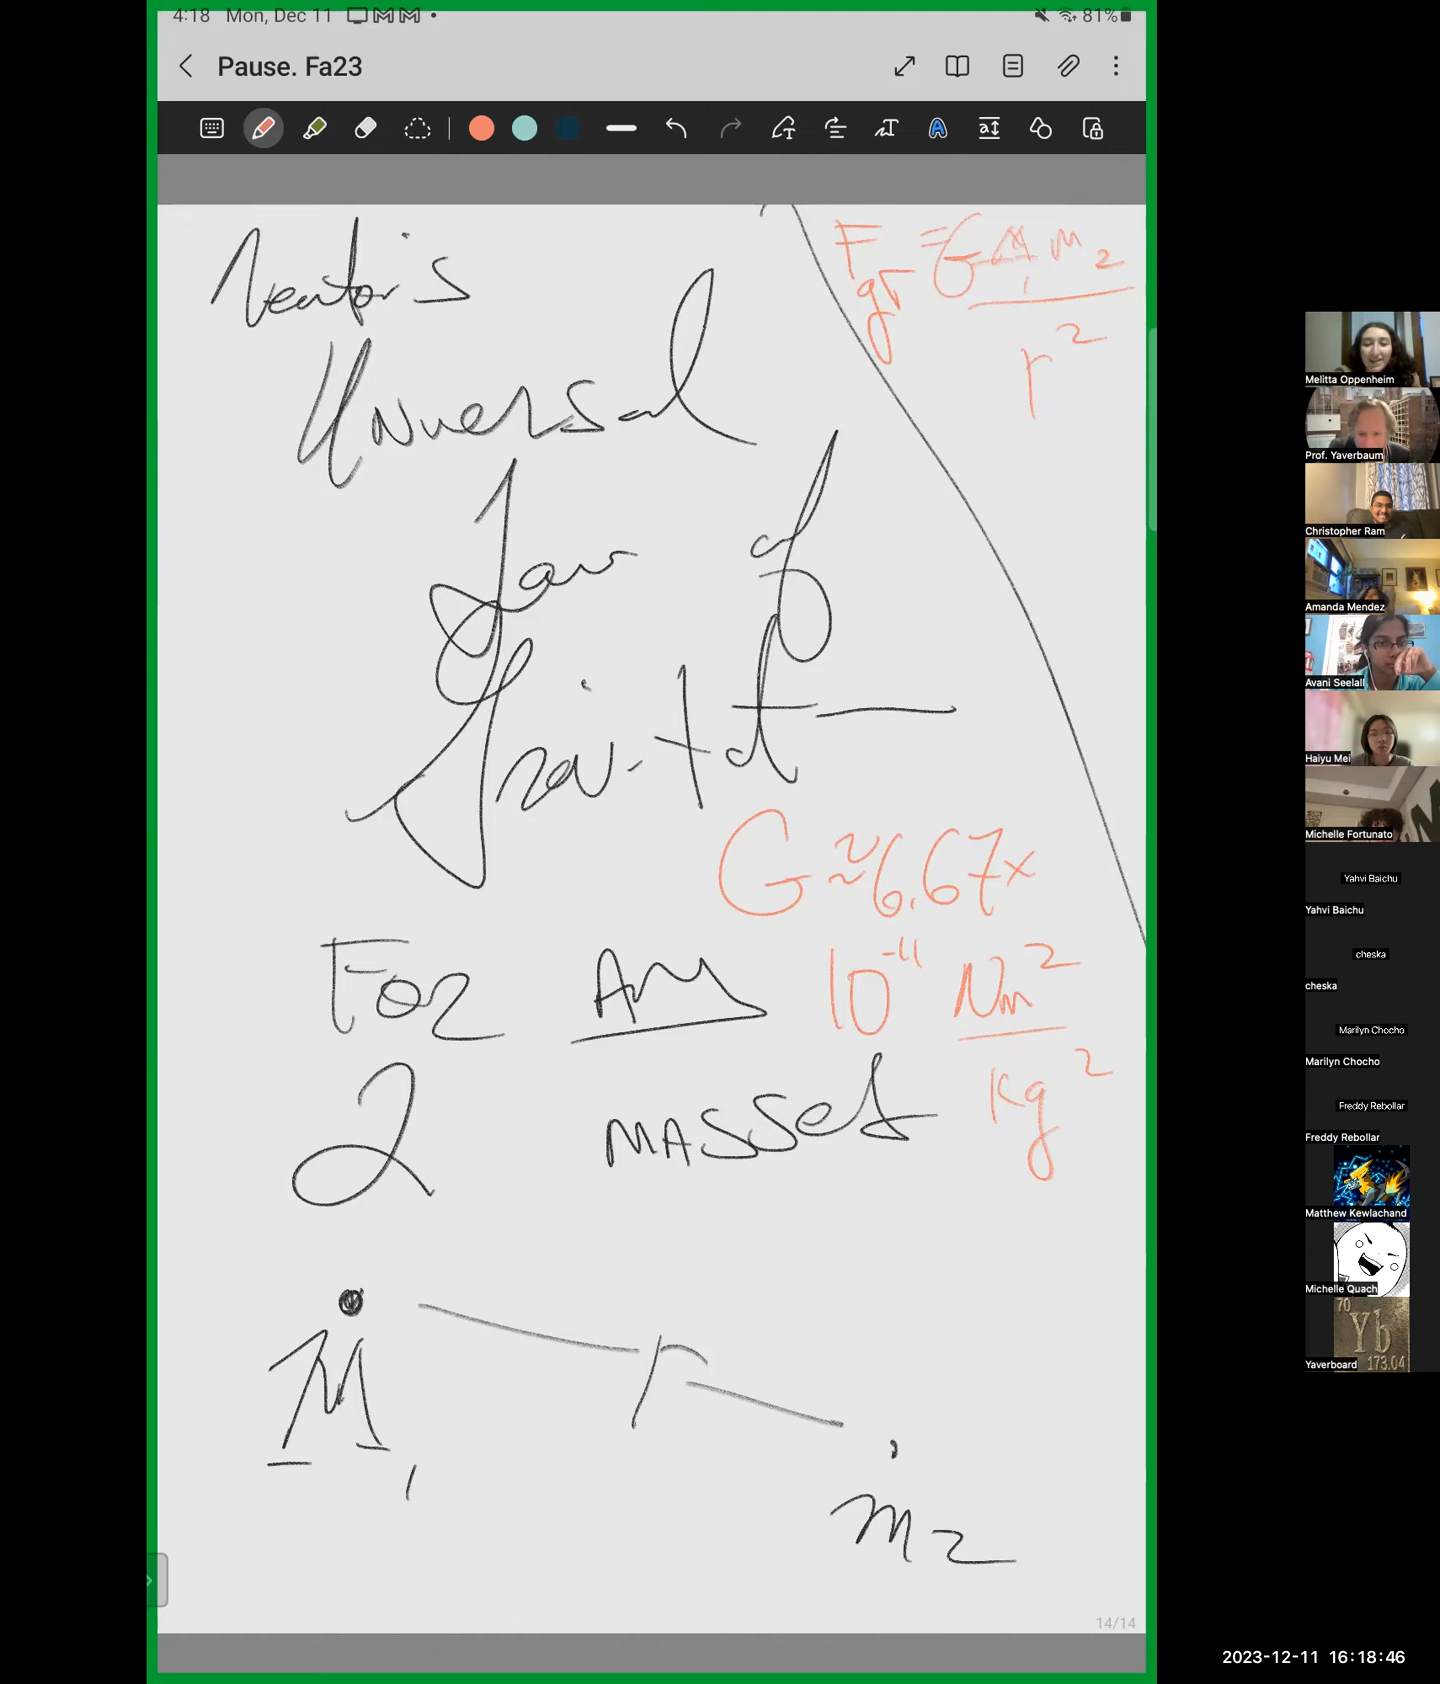 4:18 Mon, Dec 11
81%
Pause. Fa23
Newton's
Universal
Law of
Gravitat—
F gr = G M1 m2
r2
G ≈ 6.67 x
10-11 Nm2
kg2
For Any
2 masses
M1
r
m2
14/14
Melitta Oppenheim
Prof. Yaverbaum
Christopher Ram
Amanda Mendez
Avani Seelall
Haiyu Mei
Michelle Fortunato
Yahvi Baichu
Yahvi Baichu
cheska
cheska
Marilyn Chocho
Marilyn Chocho
Freddy Rebollar
Freddy Rebollar
Matthew Kewlachand
Michelle Quach
70
Yb
Yaverboard 173.04
2023-12-11 16:18:46